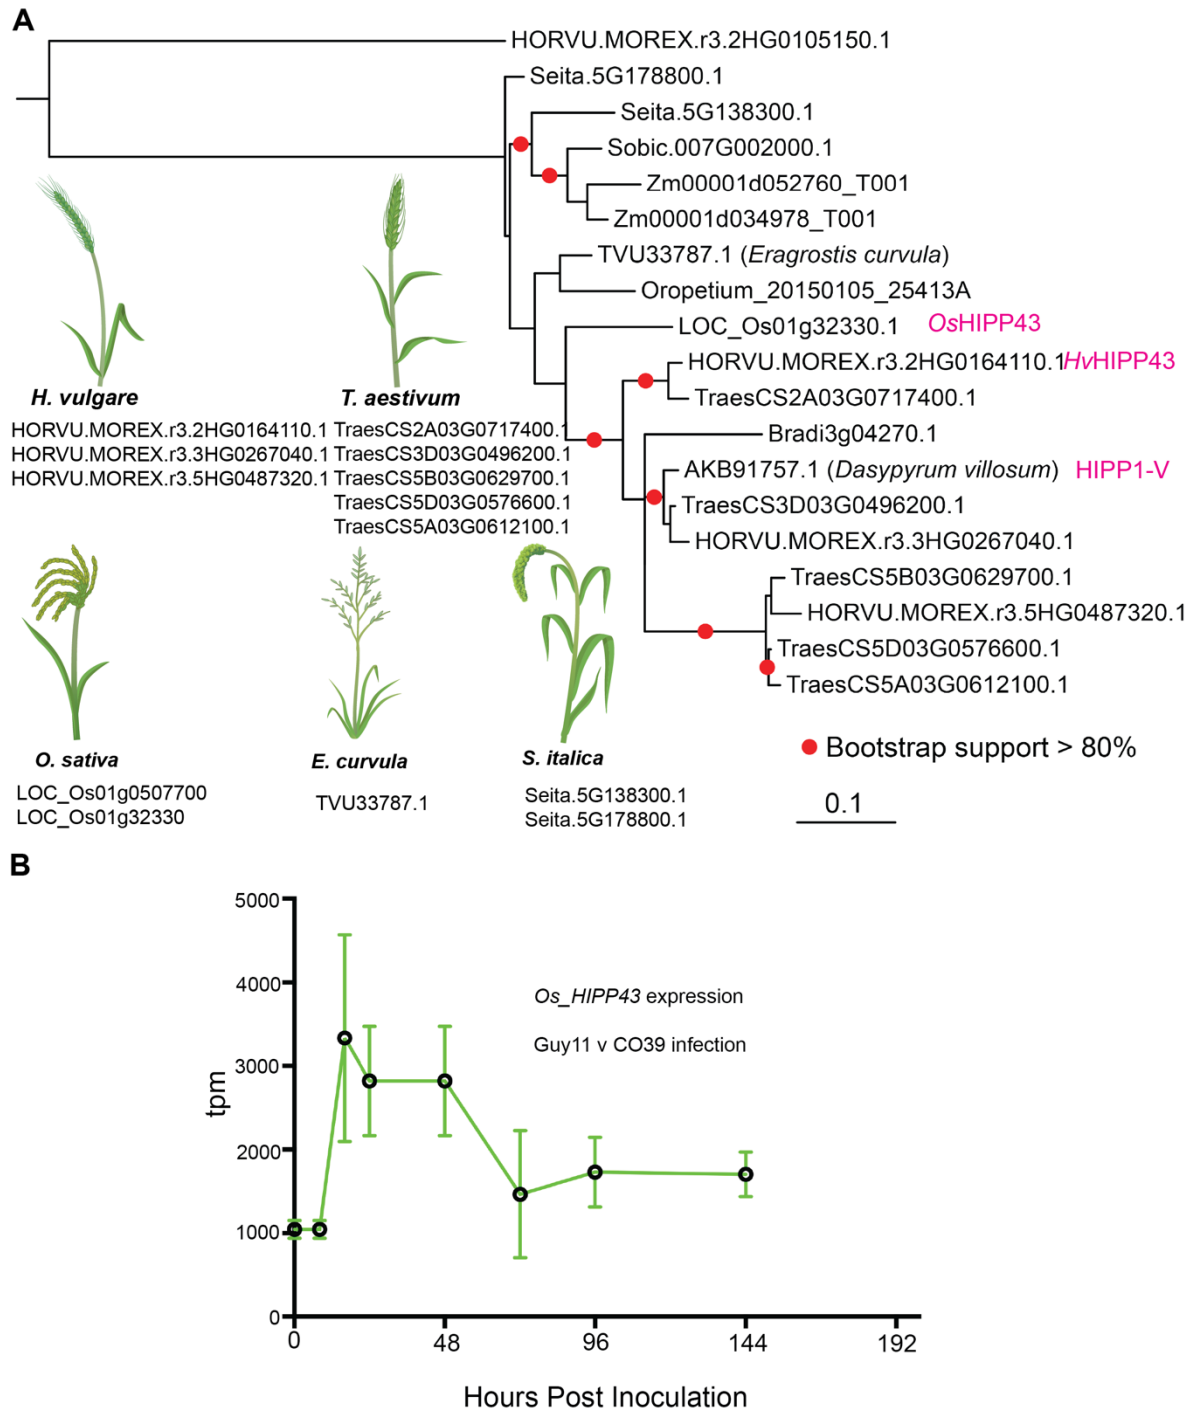 A
HORVU.MOREX.r3.2HG0105150.1
Seita.5G178800.1
Seita.5G138300.1
Sobic.007G002000.1
Zm00001d052760_T001
Zm00001d034978_T001
TVU33787.1 (Eragrostis curvula)
Oropetium_20150105_25413A
LOC_Os01g32330.1 OsHIPP43
HORVU.MOREX.r3.2HG0164110.1 HvHIPP43
TraesCS2A03G0717400.1
Bradi3g04270.1
AKB91757.1 (Dasypyrum villosum) HIPP1-V
TraesCS3D03G0496200.1
HORVU.MOREX.r3.3HG0267040.1
TraesCS5B03G0629700.1
HORVU.MOREX.r3.5HG0487320.1
TraesCS5D03G0576600.1
TraesCS5A03G0612100.1
Bootstrap support > 80%
0.1
H. vulgare
HORVU.MOREX.r3.2HG0164110.1
HORVU.MOREX.r3.3HG0267040.1
HORVU.MOREX.r3.5HG0487320.1
T. aestivum
TraesCS2A03G0717400.1
TraesCS3D03G0496200.1
TraesCS5B03G0629700.1
TraesCS5D03G0576600.1
TraesCS5A03G0612100.1
O. sativa
LOC_Os01g0507700
LOC_Os01g32330
E. curvula
TVU33787.1
S. italica
Seita.5G138300.1
Seita.5G178800.1
B
5000
4000
3000
2000
1000
0
tpm
Os_HIPP43 expression
Guy11 v CO39 infection
0 48 96 144 192
Hours Post Inoculation